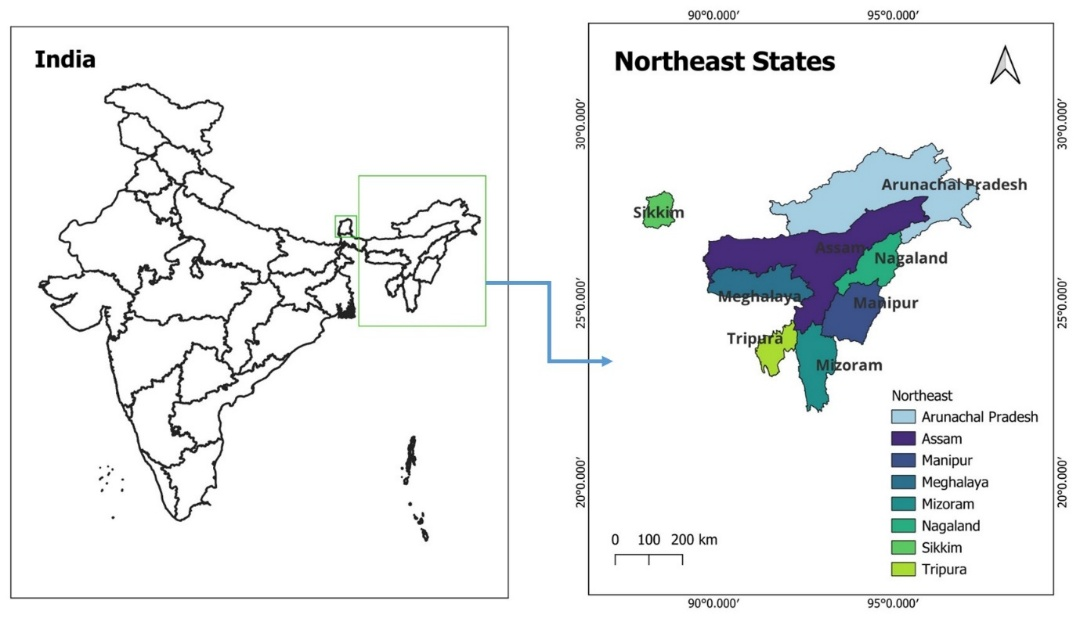 India
90°0.000′ 95°0.000′
Northeast States
30°0.000′
30°0.000′
Arunachal Pradesh
Sikkim
Assam
Nagaland
25°0.000′
25°0.000′
Meghalaya
Manipur
Tripura
Mizoram
Northeast
Arunachal Pradesh
Assam
Manipur
Meghalaya
Mizoram
Nagaland
Sikkim
Tripura
20°0.000′
20°0.000′
0 100 200 km
90°0.000′ 95°0.000′